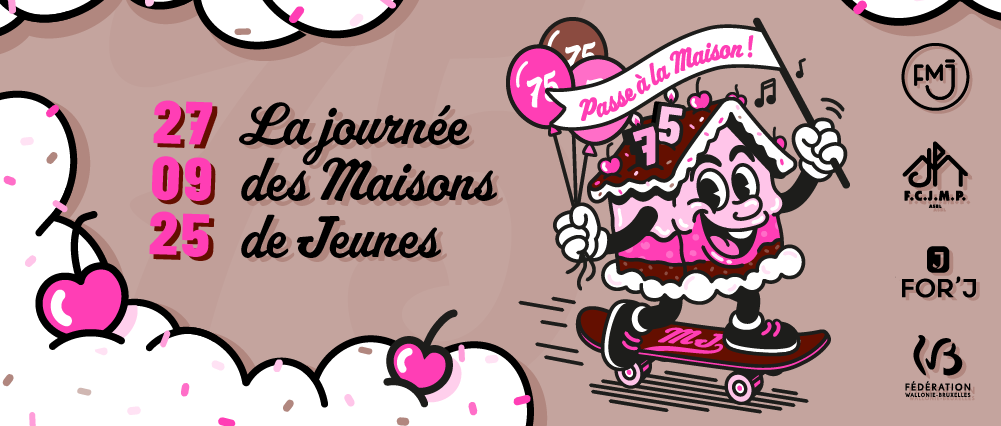 27
09
25
La journée
des Maisons
de Jeunes
75
75
75
Passe à la Maison !
75
MJ
FMJ
F.C.J.M.P.
ASBL
J
FOR'J
FÉDÉRATION
WALLONIE-BRUXELLES